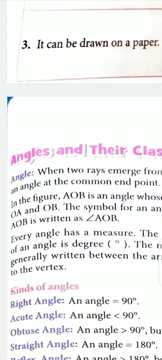 3. It can be drawn on a paper.
Angles and Their Clas
Angle: When two rays emerge from
an angle at the common end point.
In the figure, AOB is an angle whose
OA and OB. The symbol for an an
AOB is written as ∠AOB.
Every angle has a measure. The
of an angle is degree ( ° ). The m
generally written between the ar
to the vertex.
Kinds of angles
Right Angle: An angle = 90°.
Acute Angle: An angle < 90°.
Obtuse Angle: An angle > 90°, bu
Straight Angle: An angle = 180°.
Reflex Angle: An angle > 180°, b